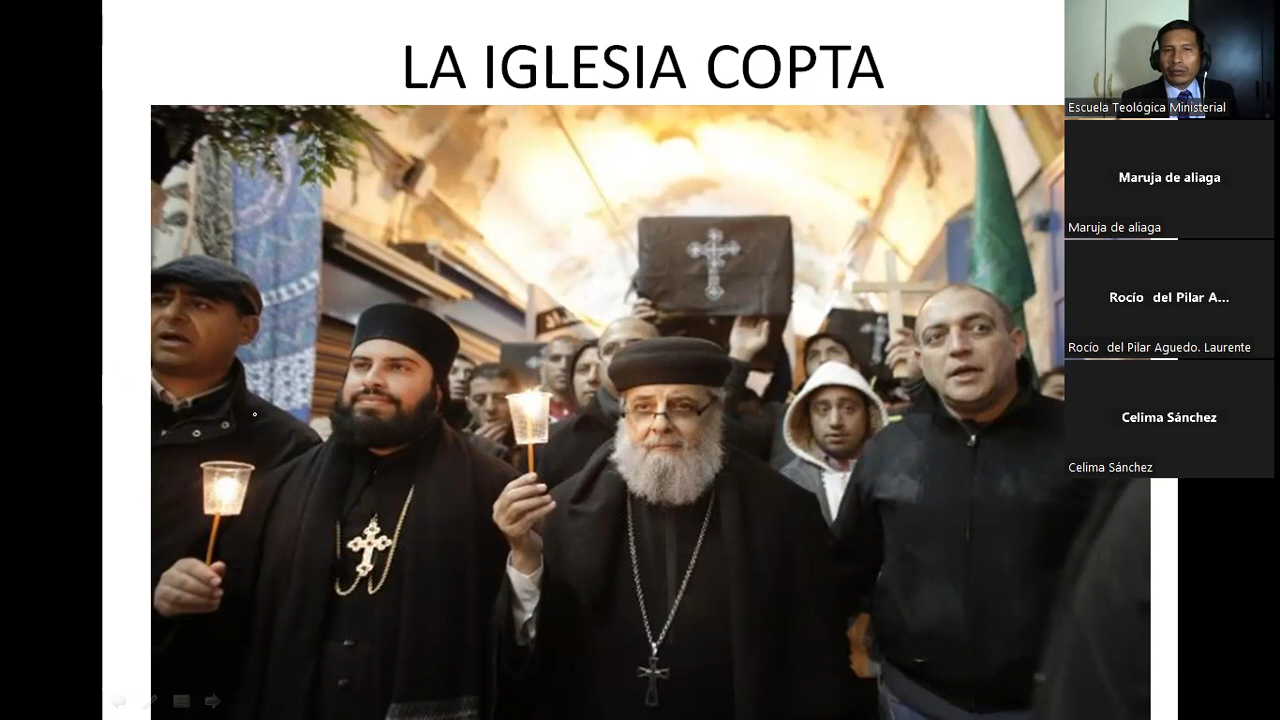 LA IGLESIA COPTA
Escuela Teológica Ministerial
Maruja de aliaga
Maruja de aliaga
Rocío del Pilar A...
Rocío del Pilar Aguedo. Laurente
Celima Sánchez
Celima Sánchez